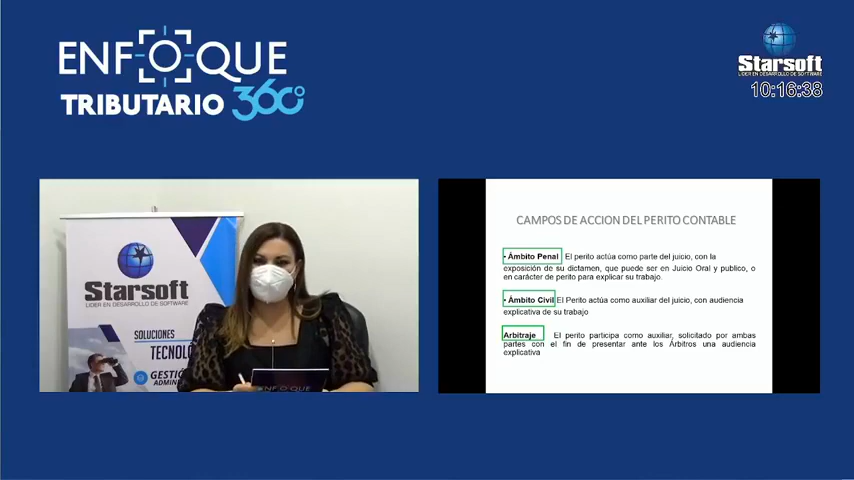 ENFOQUE
TRIBUTARIO 360°
Starsoft
LIDER EN DESARROLLO DE SOFTWARE
10:16:38
Starsoft
LIDER EN DESARROLLO DE SOFTWARE
SOLUCIONES
TECNOLÓ
GESTIÓ
ADMIN
ENFOQUE
CAMPOS DE ACCION DEL PERITO CONTABLE
• Ámbito Penal El perito actúa como parte del juicio, con la
exposición de su dictamen, que puede ser en Juicio Oral y publico, o
en carácter de perito para explicar su trabajo.
• Ámbito Civil El Perito actúa como auxiliar del juicio, con audiencia
explicativa de su trabajo
Arbitraje El perito participa como auxiliar, solicitado por ambas
partes con el fin de presentar ante los Árbitros una audiencia
explicativa